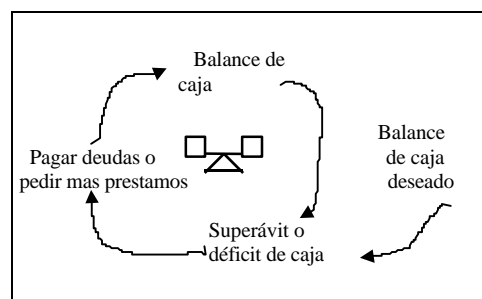 Balance de
caja
Balance
de caja
deseado
Pagar deudas o
pedir mas prestamos
Superávit o
déficit de caja